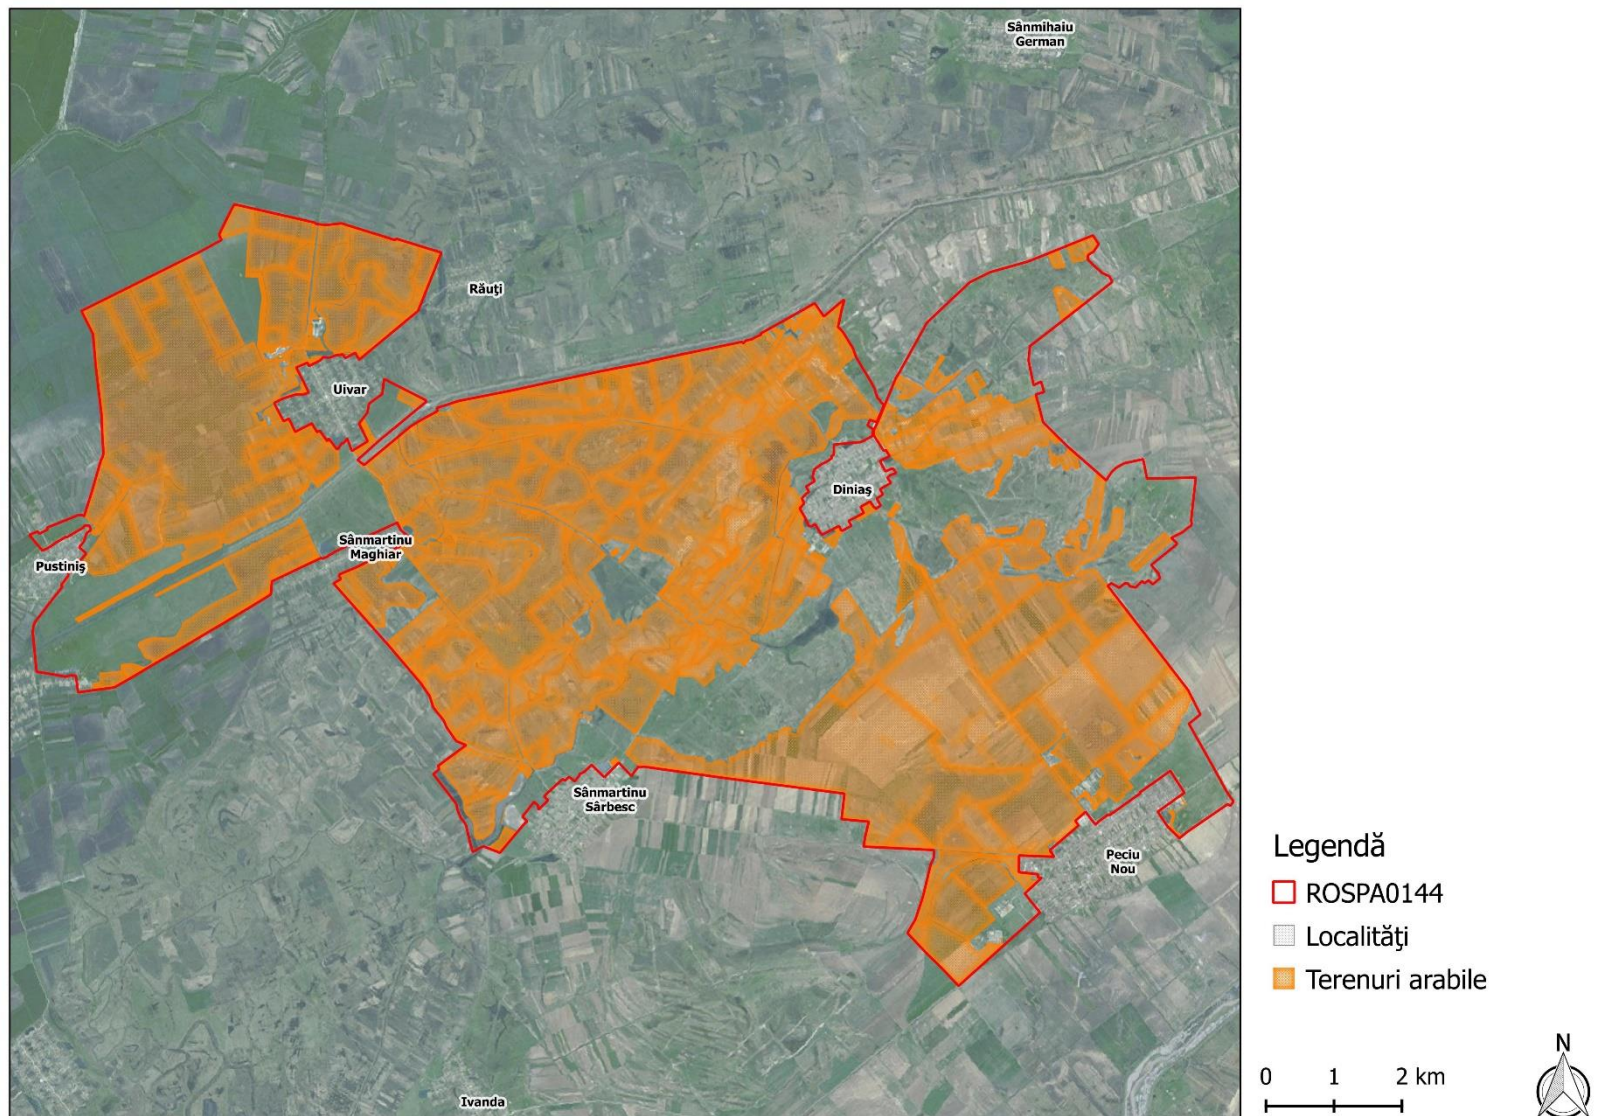 Sânmihaiu
German
Răuţi
Uivar
Diniaş
Sânmartinu
Maghiar
Pustiniş
Sânmartinu
Sârbesc
Peciu
Nou
Ivanda
Legendă
ROSPA0144
Localităţi
Terenuri arabile
0 1 2 km
N